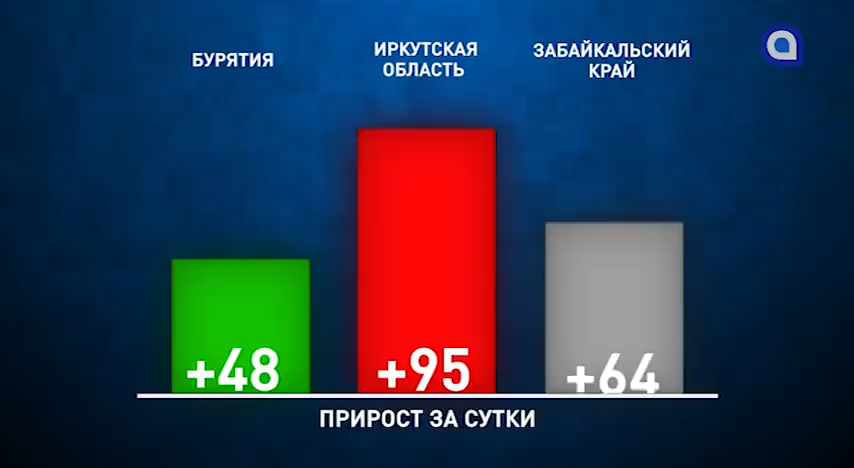 БУРЯТИЯ
ИРКУТСКАЯ
ОБЛАСТЬ
ЗАБАЙКАЛЬСКИЙ
КРАЙ
+48
+95
+64
ПРИРОСТ ЗА СУТКИ